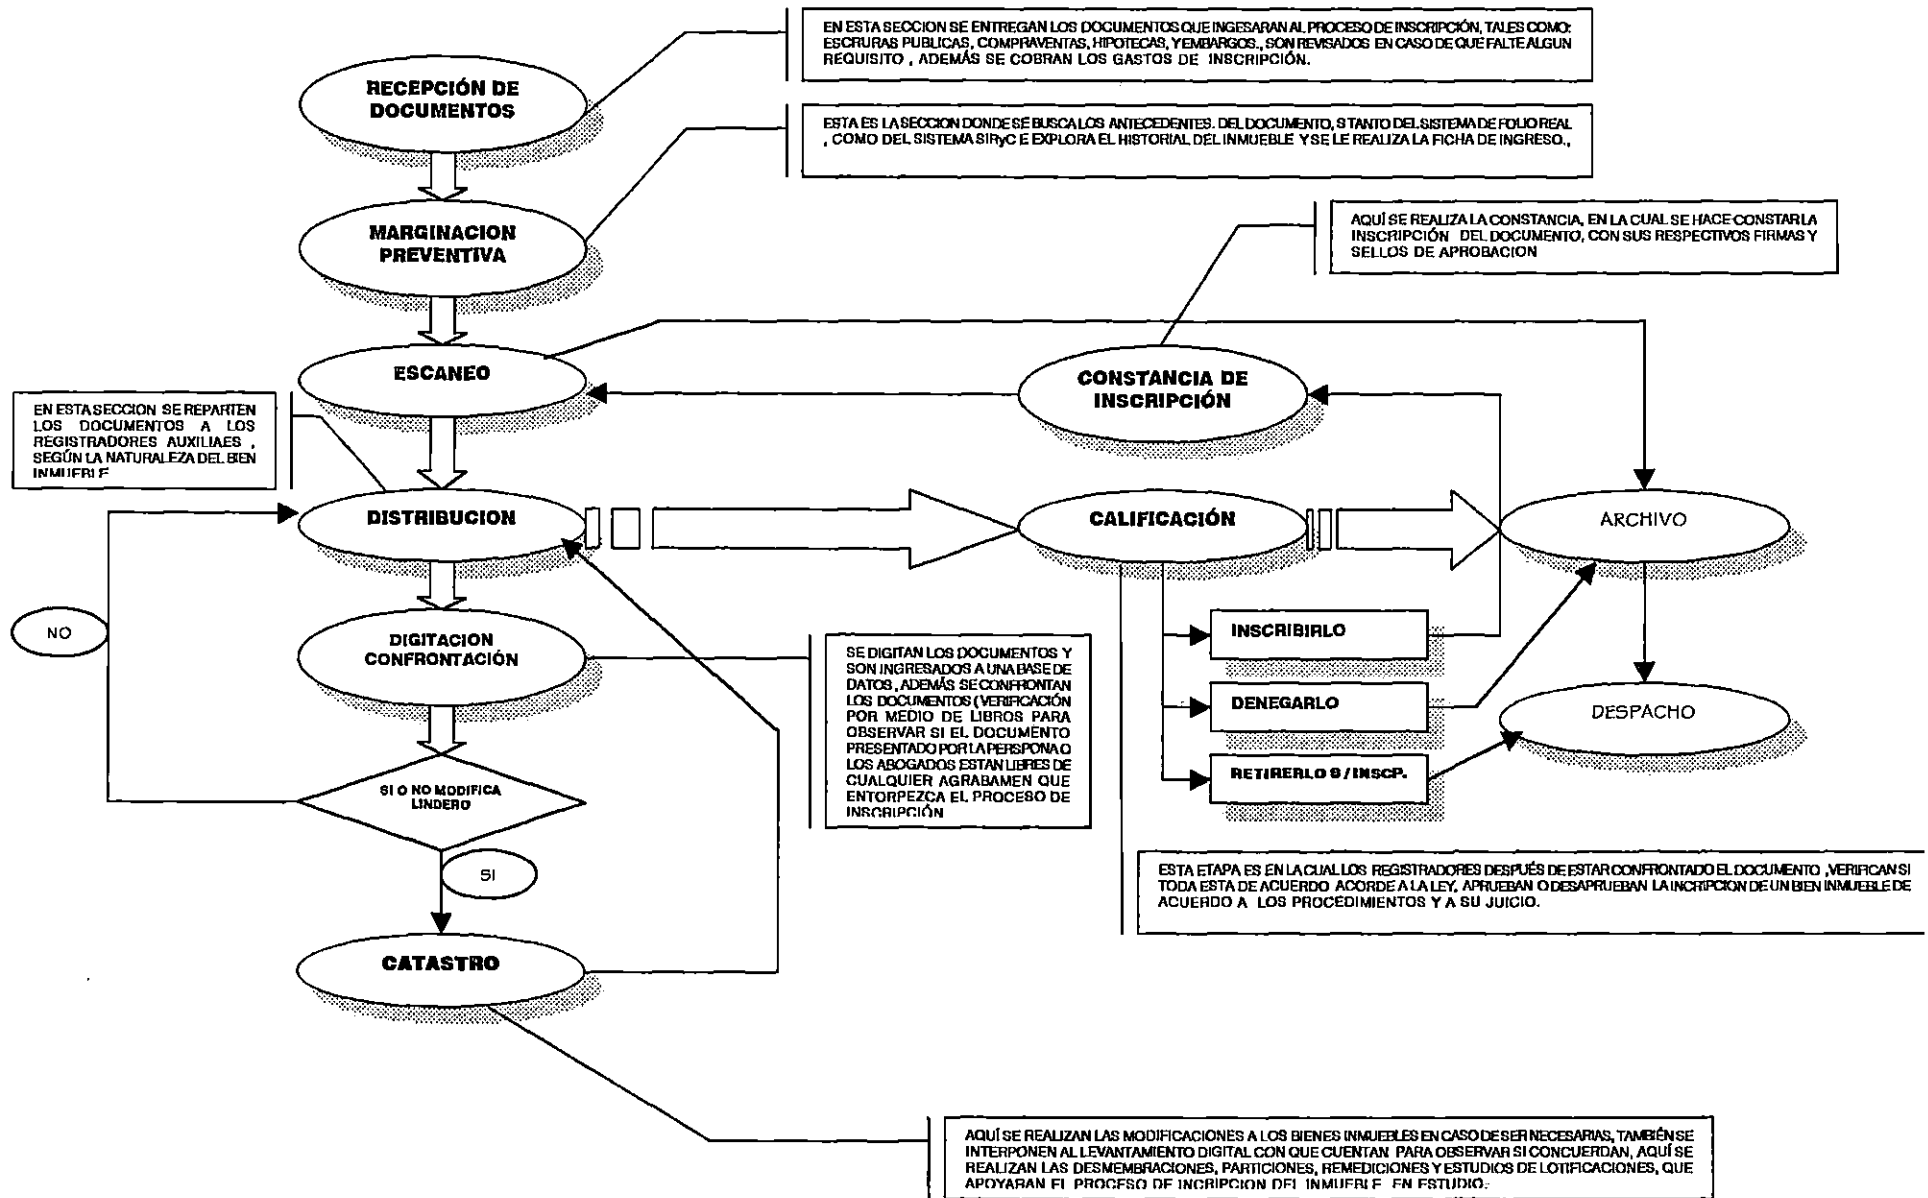 EN ESTA SECCION SE ENTREGAN LOS DOCUMENTOS QUE INGESARAN AL PROCESO DE INSCRIPCIÓN, TALES COMO:
ESCRURAS PUBLICAS, COMPRAVENTAS, HIPOTECAS, Y EMBARGOS., SON REVISADOS EN CASO DE QUE FALTE ALGUN
REQUISITO , ADEMÁS SE COBRAN LOS GASTOS DE INSCRIPCIÓN.
RECEPCIÓN DE
DOCUMENTOS
ESTA ES LA SECCION DONDE SE BUSCA LOS ANTECEDENTES. DEL DOCUMENTO, S TANTO DEL SISTEMA DE FOLIO REAL
, COMO DEL SISTEMA SIRyC E EXPLORA EL HISTORIAL DEL INMUEBLE Y SE LE REALIZA LA FICHA DE INGRESO.,
MARGINACION
PREVENTIVA
AQUÍ SE REALIZA LA CONSTANCIA, EN LA CUAL SE HACE CONSTAR LA
INSCRIPCIÓN DEL DOCUMENTO, CON SUS RESPECTIVOS FIRMAS Y
SELLOS DE APROBACION
ESCANEO
CONSTANCIA DE
INSCRIPCIÓN
EN ESTA SECCION SE REPARTEN
LOS DOCUMENTOS A LOS
REGISTRADORES AUXILIAES ,
SEGÚN LA NATURALEZA DEL BIEN
INMUEBLE
DISTRIBUCION
CALIFICACIÓN
ARCHIVO
NO
DIGITACION
CONFRONTACIÓN
SE DIGITAN LOS DOCUMENTOS Y
SON INGRESADOS A UNA BASE DE
DATOS , ADEMÁS SE CONFRONTAN
LOS DOCUMENTOS (VERIFICACIÓN
POR MEDIO DE LIBROS PARA
OBSERVAR SI EL DOCUMENTO
PRESENTADO POR LA PERSPONA O
LOS ABOGADOS ESTAN LIBRES DE
CUALQUIER AGRABAMEN QUE
ENTORPEZCA EL PROCESO DE
INSCRIPCIÓN
INSCRIBIRLO
DENEGARLO
RETIRERLO S/INSCP.
DESPACHO
SI O NO MODIFICA
LINDERO
SI
ESTA ETAPA ES EN LA CUAL LOS REGISTRADORES DESPUÉS DE ESTAR CONFRONTADO EL DOCUMENTO ,VERIFICAN SI
TODA ESTA DE ACUERDO ACORDE A LA LEY, APRUEBAN O DESAPRUEBAN LA INCRIPCION DE UN BIEN INMUEBLE DE
ACUERDO A LOS PROCEDIMIENTOS Y A SU JUICIO.
CATASTRO
AQUÍ SE REALIZAN LAS MODIFICACIONES A LOS BIENES INMUEBLES EN CASO DE SER NECESARIAS, TAMBIÉN SE
INTERPONEN AL LEVANTAMIENTO DIGITAL CON QUE CUENTAN PARA OBSERVAR SI CONCUERDAN, AQUÍ SE
REALIZAN LAS DESMEMBRACIONES, PARTICIONES, REMEDICIONES Y ESTUDIOS DE LOTIFICACIONES, QUE
APOYARAN EL PROCESO DE INCRIPCION DEL INMUEBLE EN ESTUDIO.